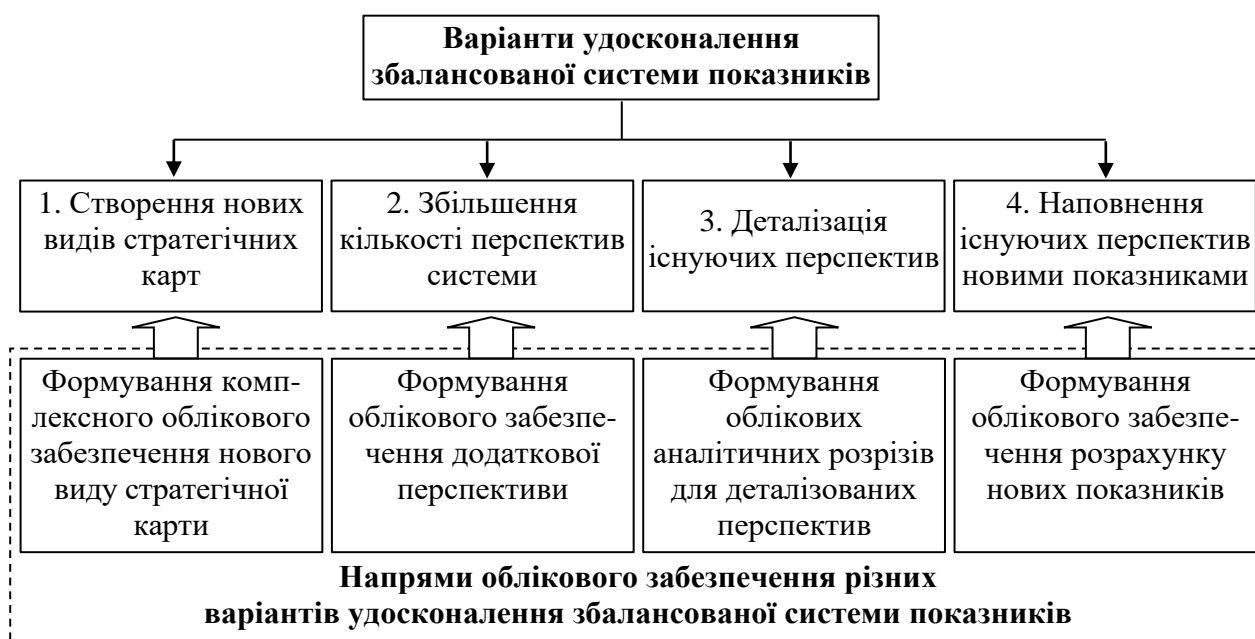 Варіанти удосконалення
збалансованої системи показників
1. Створення нових
видів стратегічних
карт
2. Збільшення
кількості перспектив
системи
3. Деталізація
існуючих перспектив
4. Наповнення
існуючих перспектив
новими показниками
Формування комп-
лексного облікового
забезпечення нового
виду стратегічної
карти
Формування
облікового забезпе-
чення додаткової
перспективи
Формування
облікових
аналітичних розрізів
для деталізованих
перспектив
Формування
облікового забезпе-
чення розрахунку
нових показників
Напрями облікового забезпечення різних
варіантів удосконалення збалансованої системи показників